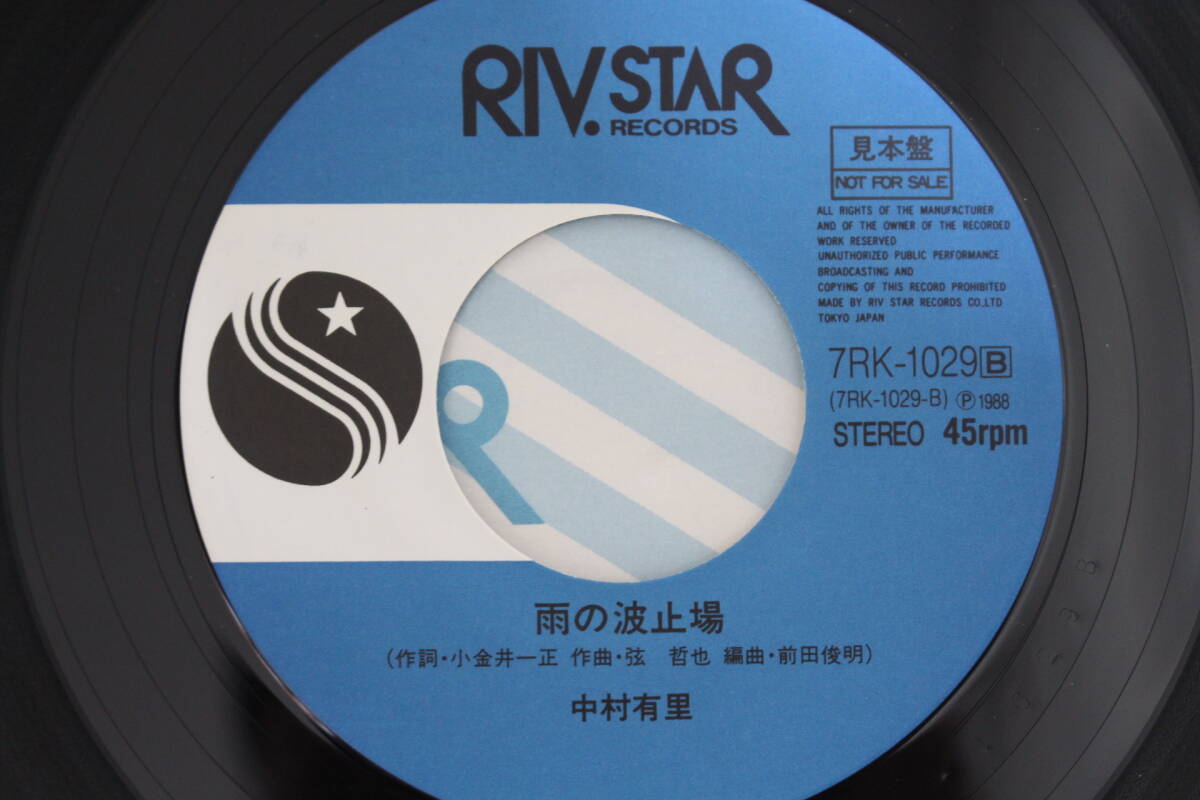 RIV. STAR
RECORDS
見本盤
NOT FOR SALE
ALL RIGHTS OF THE MANUFACTURER
AND OF THE OWNER OF THE RECORDED
WORK RESERVED
UNAUTHORIZED PUBLIC PERFORMANCE
BROADCASTING AND
COPYING OF THIS RECORD PROHIBITED
MADE BY RIV STAR RECORDS CO.,LTD
TOKYO JAPAN
7RK-1029 B
(7RK-1029-B) Ⓟ 1988
STEREO 45rpm
R
雨の波止場
(作詞・小金井一正 作曲・弦 哲也 編曲・前田俊明)
中村有里